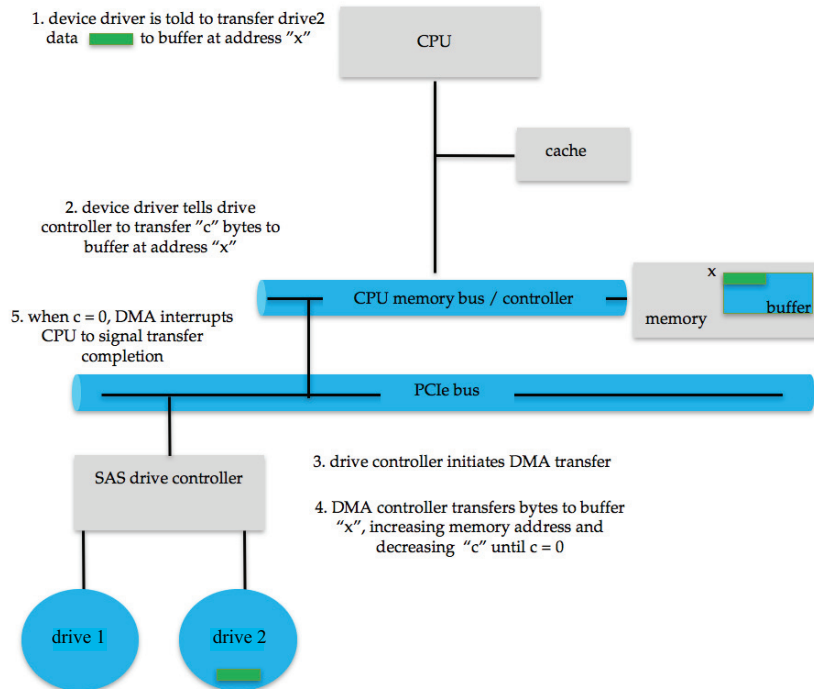 1. device driver is told to transfer drive2
data to buffer at address "x"
CPU
cache
2. device driver tells drive
controller to transfer "c" bytes to
buffer at address "x"
CPU memory bus / controller
x
buffer
memory
5. when c = 0, DMA interrupts
CPU to signal transfer
completion
PCIe bus
SAS drive controller
3. drive controller initiates DMA transfer
4. DMA controller transfers bytes to buffer
"x", increasing memory address and
decreasing "c" until c = 0
drive 1
drive 2